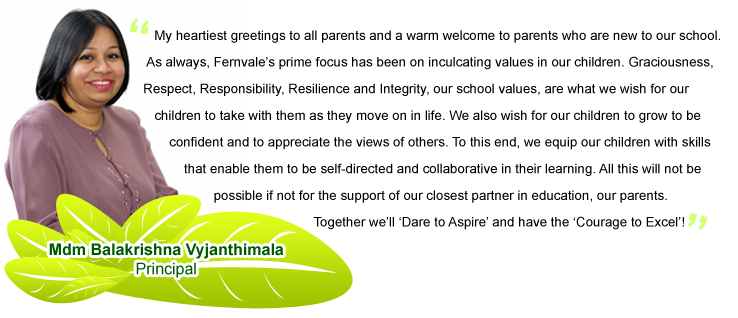 “ My heartiest greetings to all parents and a warm welcome to parents who are new to our school.
As always, Fernvale’s prime focus has been on inculcating values in our children. Graciousness,
Respect, Responsibility, Resilience and Integrity, our school values, are what we wish for our
children to take with them as they move on in life. We also wish for our children to grow to be
confident and to appreciate the views of others. To this end, we equip our children with skills
that enable them to be self-directed and collaborative in their learning. All this will not be
possible if not for the support of our closest partner in education, our parents.
Together we’ll ‘Dare to Aspire’ and have the ‘Courage to Excel’! ”
Mdm Balakrishna Vyjanthimala
Principal